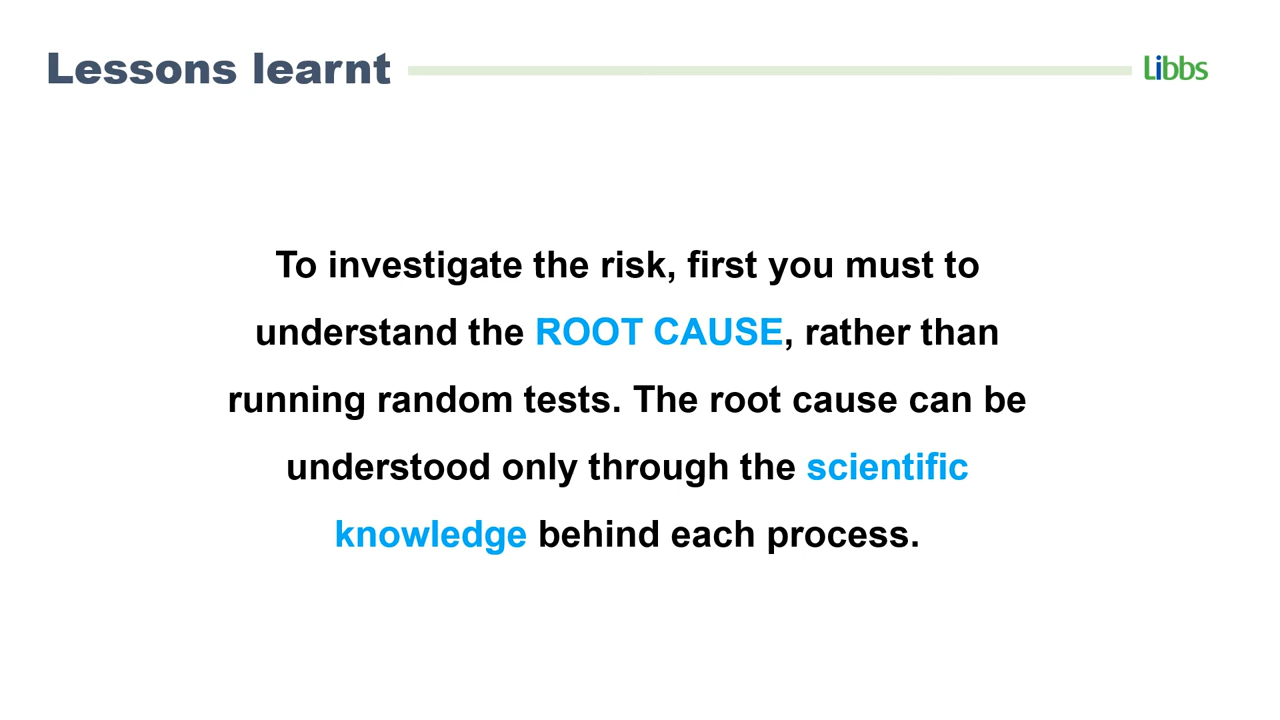 Lessons learnt
Libbs
To investigate the risk, first you must to
understand the ROOT CAUSE, rather than
running random tests. The root cause can be
understood only through the scientific
knowledge behind each process.